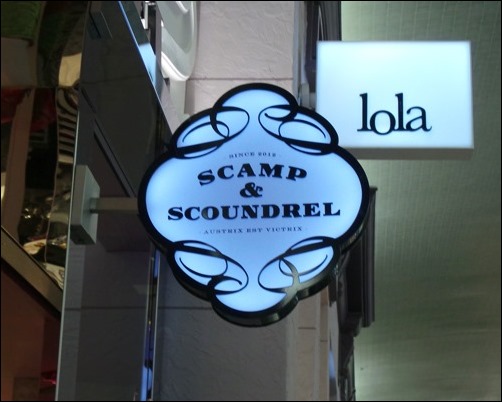 lola
SINCE 2012
SCAMP
&
SCOUNDREL
AUSTRIX EST VICTRIX